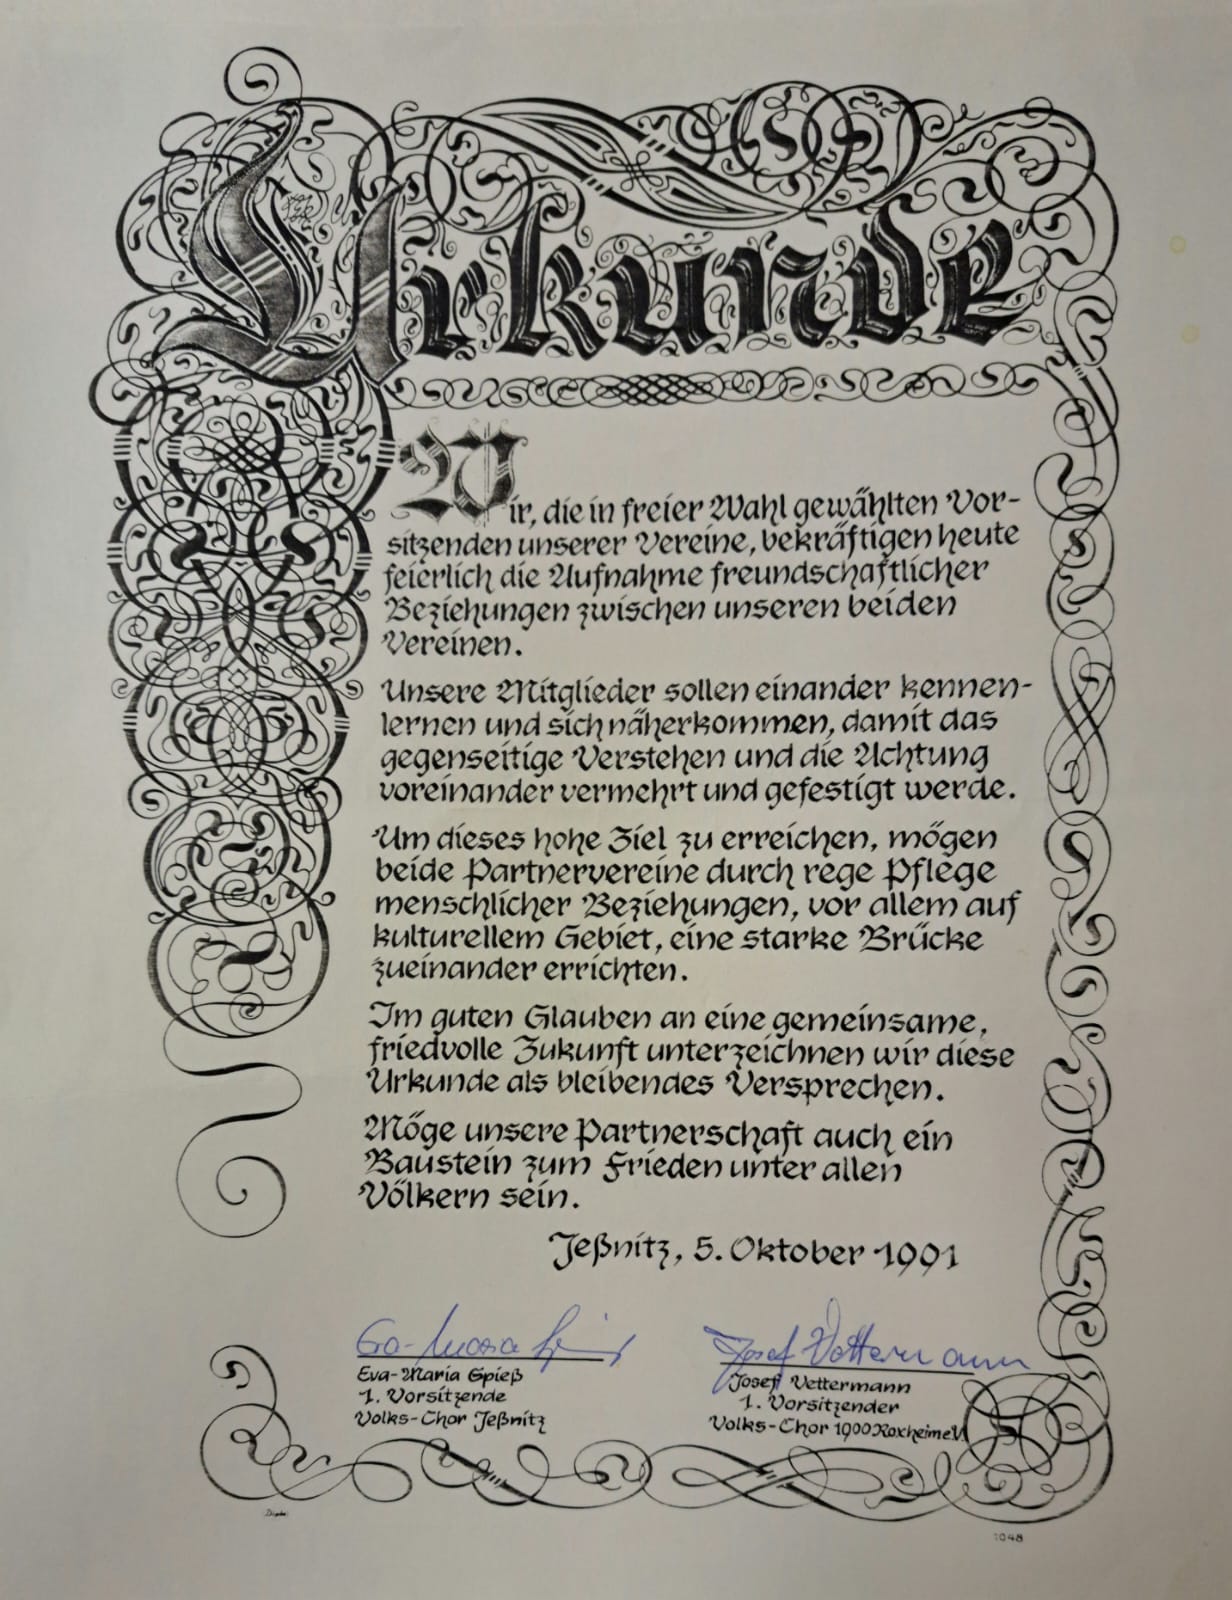 Urkunde
Wir, die in freier Wahl gewählten Vor-
sitzenden unserer Vereine, bekräftigen heute
feierlich die Aufnahme freundschaftlicher
Beziehungen zwischen unseren beiden
Vereinen.
Unsere Mitglieder sollen einander kennen-
lernen und sich näherkommen, damit das
gegenseitige Verstehen und die Achtung
voreinander vermehrt und gefestigt werde.
Um dieses hohe Ziel zu erreichen, mögen
beide Partnervereine durch rege Pflege
menschlicher Beziehungen, vor allem auf
kulturellem Gebiet, eine starke Brücke
zueinander errichten.
Im guten Glauben an eine gemeinsame,
friedvolle Zukunft unterzeichnen wir diese
Urkunde als bleibendes Versprechen.
Möge unsere Partnerschaft auch ein
Baustein zum Frieden unter allen
Völkern sein.
Jeßnitz, 5. Oktober 1991
Eva-Maria Spieß
Josef Vettermann
Eva-Maria Spieß
1. Vorsitzende
Volks-Chor Jeßnitz
Josef Vettermann
1. Vorsitzender
Volks-Chor 1900 Roxheim e.V.
1048